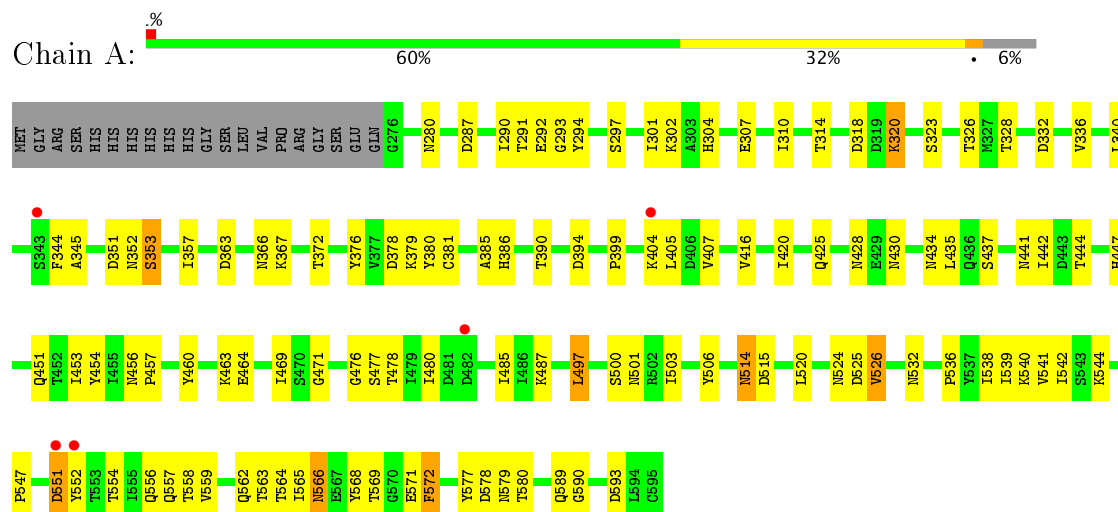 .%
Chain A:
60% 32% • 6%
MET GLY ARG SER HIS HIS HIS HIS HIS HIS GLY SER LEU VAL PRO ARG GLY SER GLU GLN G276 N280 D287 I290 T291 E292 G293 Y294 S297 I301 K302 A303 H304 E307 I310 T314 D318 D319 K320 S323 T326 M327 T328 D332 V336 L340
S343 F344 A345 D351 N352 S353 I357 D363 N366 K367 T372 Y376 V377 D378 K379 Y380 C381 A385 H386 T390 D394 P399 K404 L405 D406 V407 V416 I420 Q425 N428 E429 N430 N434 L435 Q436 S437 N441 I442 D443 T444 H447
Q451 T452 I453 Y454 I455 N456 P457 Y460 K463 E464 I469 S470 G471 G476 S477 T478 I479 I480 D481 D482 I485 I486 K487 L497 S500 N501 R502 I503 Y506 N514 D515 L520 N524 D525 V526 N532 P536 Y537 I538 I539 K540 V541 I542 S543 K544
P547 D551 Y552 T553 T554 I555 Q556 Q557 T558 V559 Q562 T563 T564 I565 N566 E567 Y568 T569 G570 E571 F572 Y577 D578 N579 T580 Q589 G590 D593 L594 C595